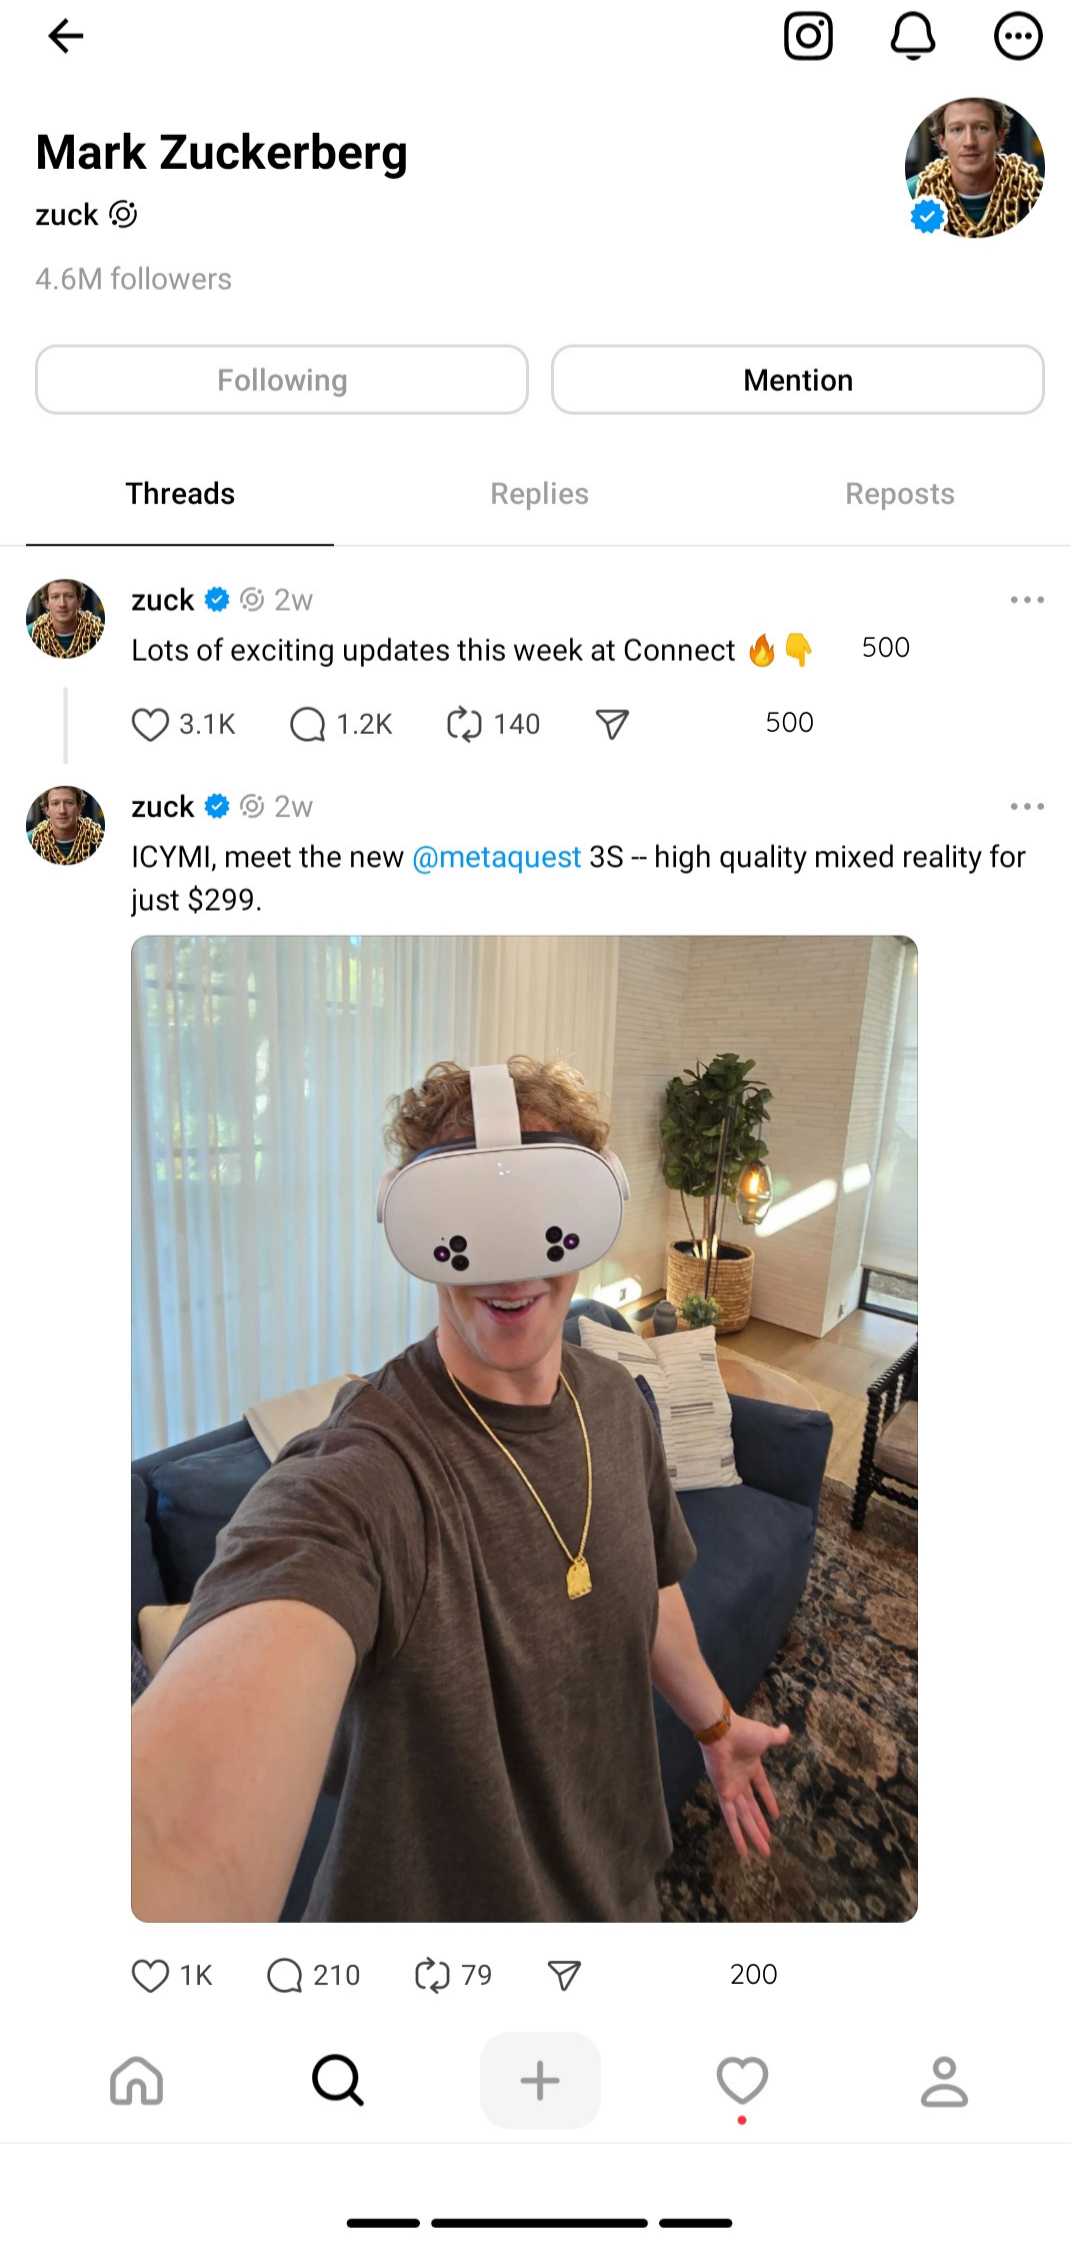 Mark Zuckerberg
zuck
4.6M followers
Following Mention
Threads Replies Reposts
zuck 2w
Lots of exciting updates this week at Connect 🔥👇 500
3.1K 1.2K 140 500
zuck 2w
ICYMI, meet the new @metaquest 3S -- high quality mixed reality for
just $299.
1K 210 79 200